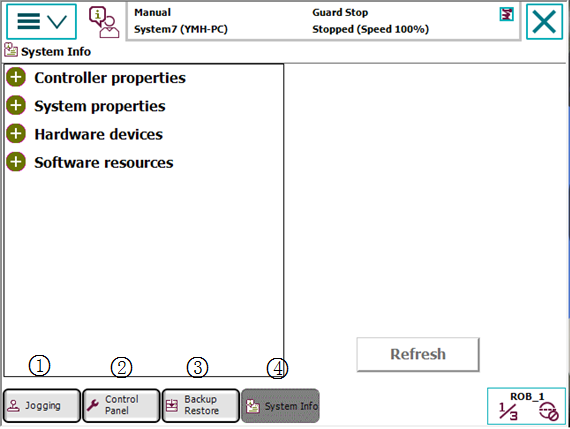 Manual
Guard Stop
System7 (YMH-PC)
Stopped (Speed 100%)
System Info
Controller properties
System properties
Hardware devices
Software resources
Refresh
① ② ③ ④
Jogging
Control
Panel
Backup
Restore
System Info
ROB_1
1/3